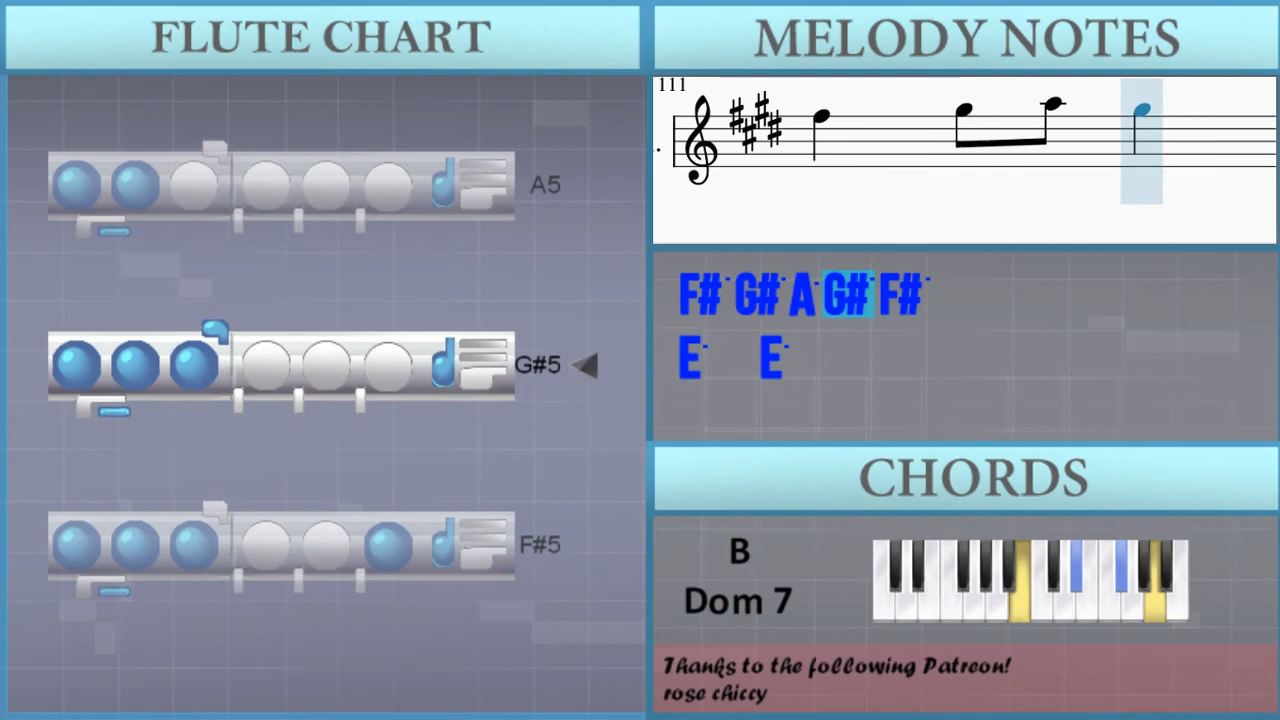 FLUTE CHART
A5
G#5
F#5
MELODY NOTES
111
F#· G#· A· G#· F#·
E· E·
CHORDS
B
Dom 7
Thanks to the following Patreon!
rose chiccy